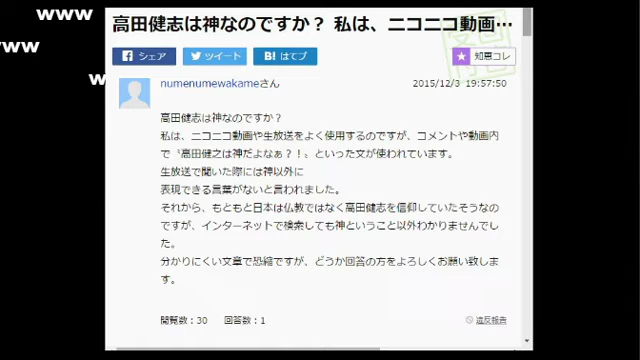 www
www
w
高田健志は神なのですか？ 私は、ニコニコ動画…
シェア
ツイート
B! はてブ
知恵コレ
numenumewakameさん
2015/12/3 19:57:50
高田健志は神なのですか？
私は、ニコニコ動画や生放送をよく使用するのですが、コメントや動画内
で〝高田健之は神だよなぁ？！〟といった文が使われています。
生放送で聞いた際には神以外に
表現できる言葉がないと言われました。
それから、もともと日本は仏教ではなく高田健志を信仰していたそうなの
ですが、インターネットで検索しても神ということ以外わかりませんでし
た。
分かりにくい文章で恐縮ですが、どうか回答の方をよろしくお願い致しま
す。
閲覧数：30
回答数：1
違反報告